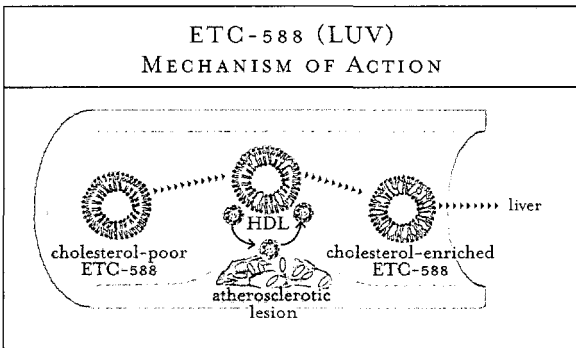 ETC-588 (LUV)
MECHANISM OF ACTION
HDL
liver
cholesterol-poor
ETC-588
cholesterol-enriched
ETC-588
atherosclerotic
lesion